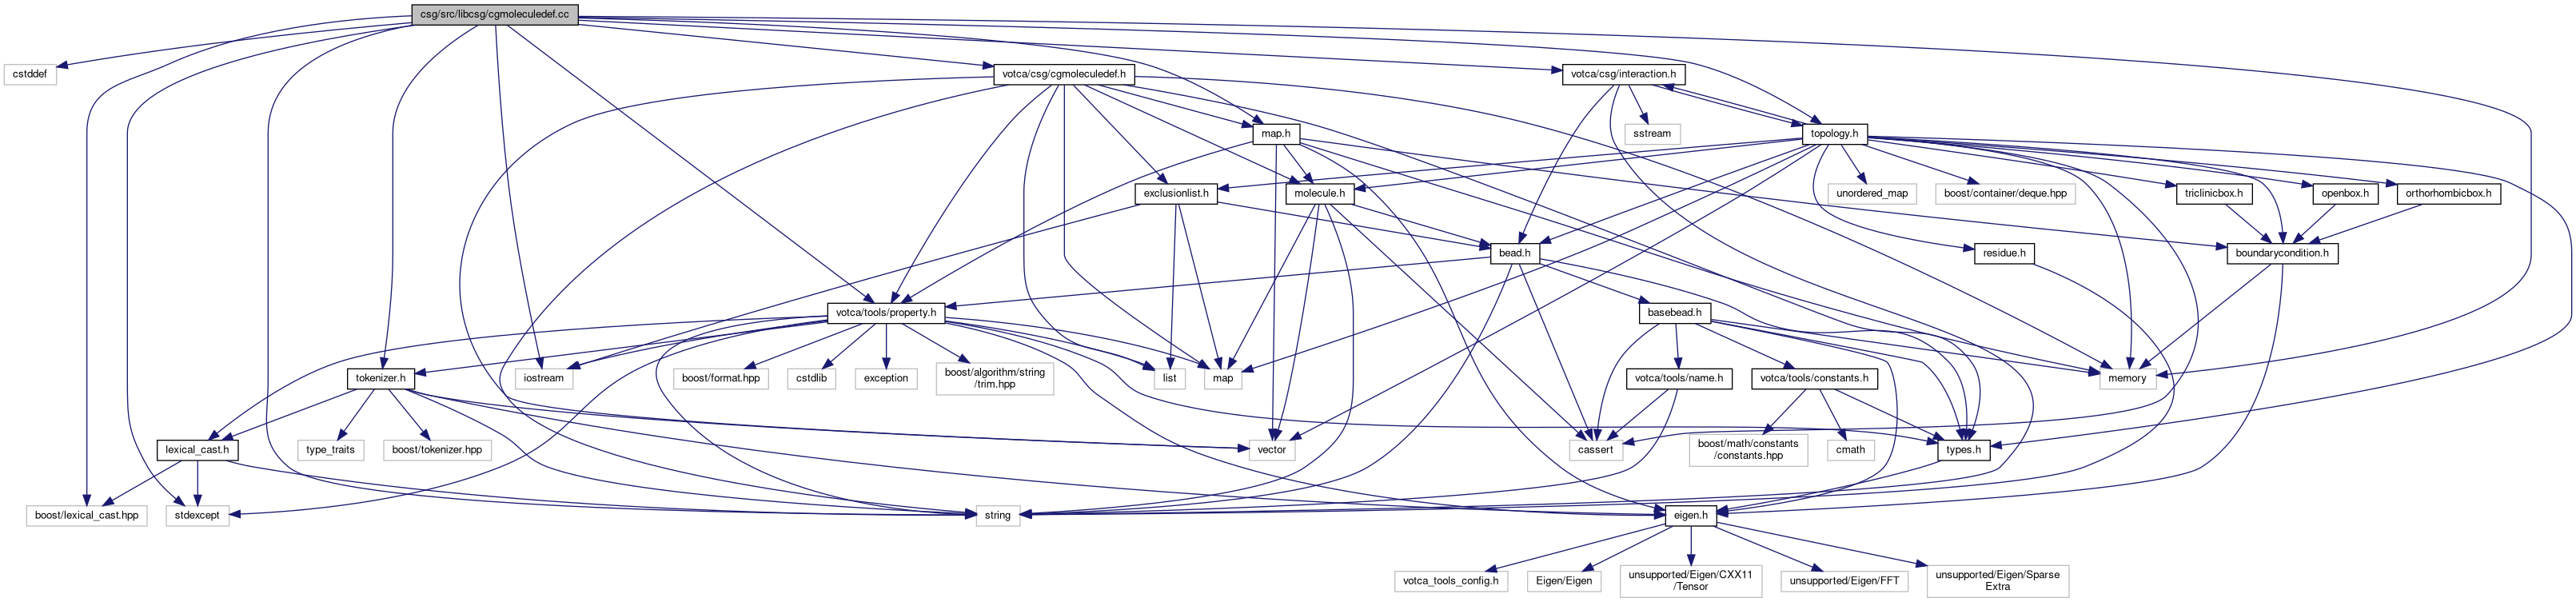 csg/src/libcsg/cgmoleculedef.cc
cstddef
votca/csg/cgmoleculedef.h
votca/csg/interaction.h
map.h
sstream
topology.h
exclusionlist.h
molecule.h
unordered_map
boost/container/deque.hpp
triclinicbox.h
openbox.h
orthorhombicbox.h
bead.h
residue.h
boundarycondition.h
votca/tools/property.h
basebead.h
tokenizer.h
iostream
boost/format.hpp
cstdlib
exception
boost/algorithm/string
/trim.hpp
list
map
votca/tools/name.h
votca/tools/constants.h
memory
lexical_cast.h
type_traits
boost/tokenizer.hpp
vector
cassert
boost/math/constants
/constants.hpp
cmath
types.h
boost/lexical_cast.hpp
stdexcept
string
eigen.h
votca_tools_config.h
Eigen/Eigen
unsupported/Eigen/CXX11
/Tensor
unsupported/Eigen/FFT
unsupported/Eigen/Sparse
Extra